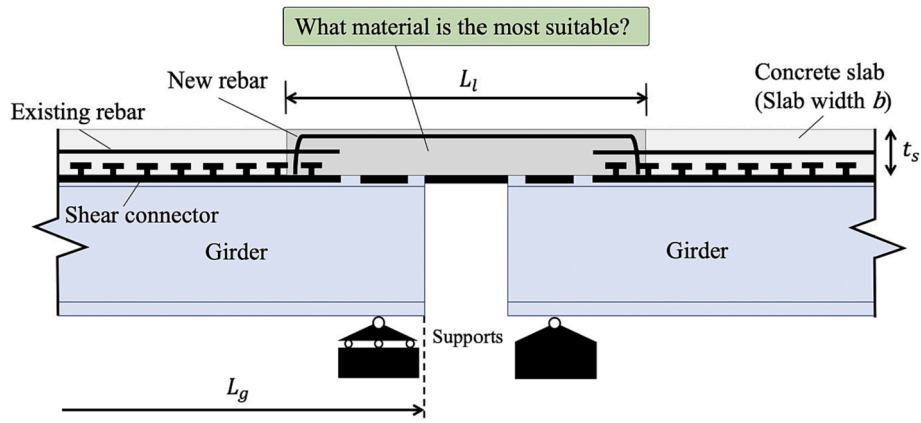 What material is the most suitable?
New rebar
L_l
Concrete slab
(Slab width b)
Existing rebar
t_s
Shear connector
Girder
Girder
Supports
L_g